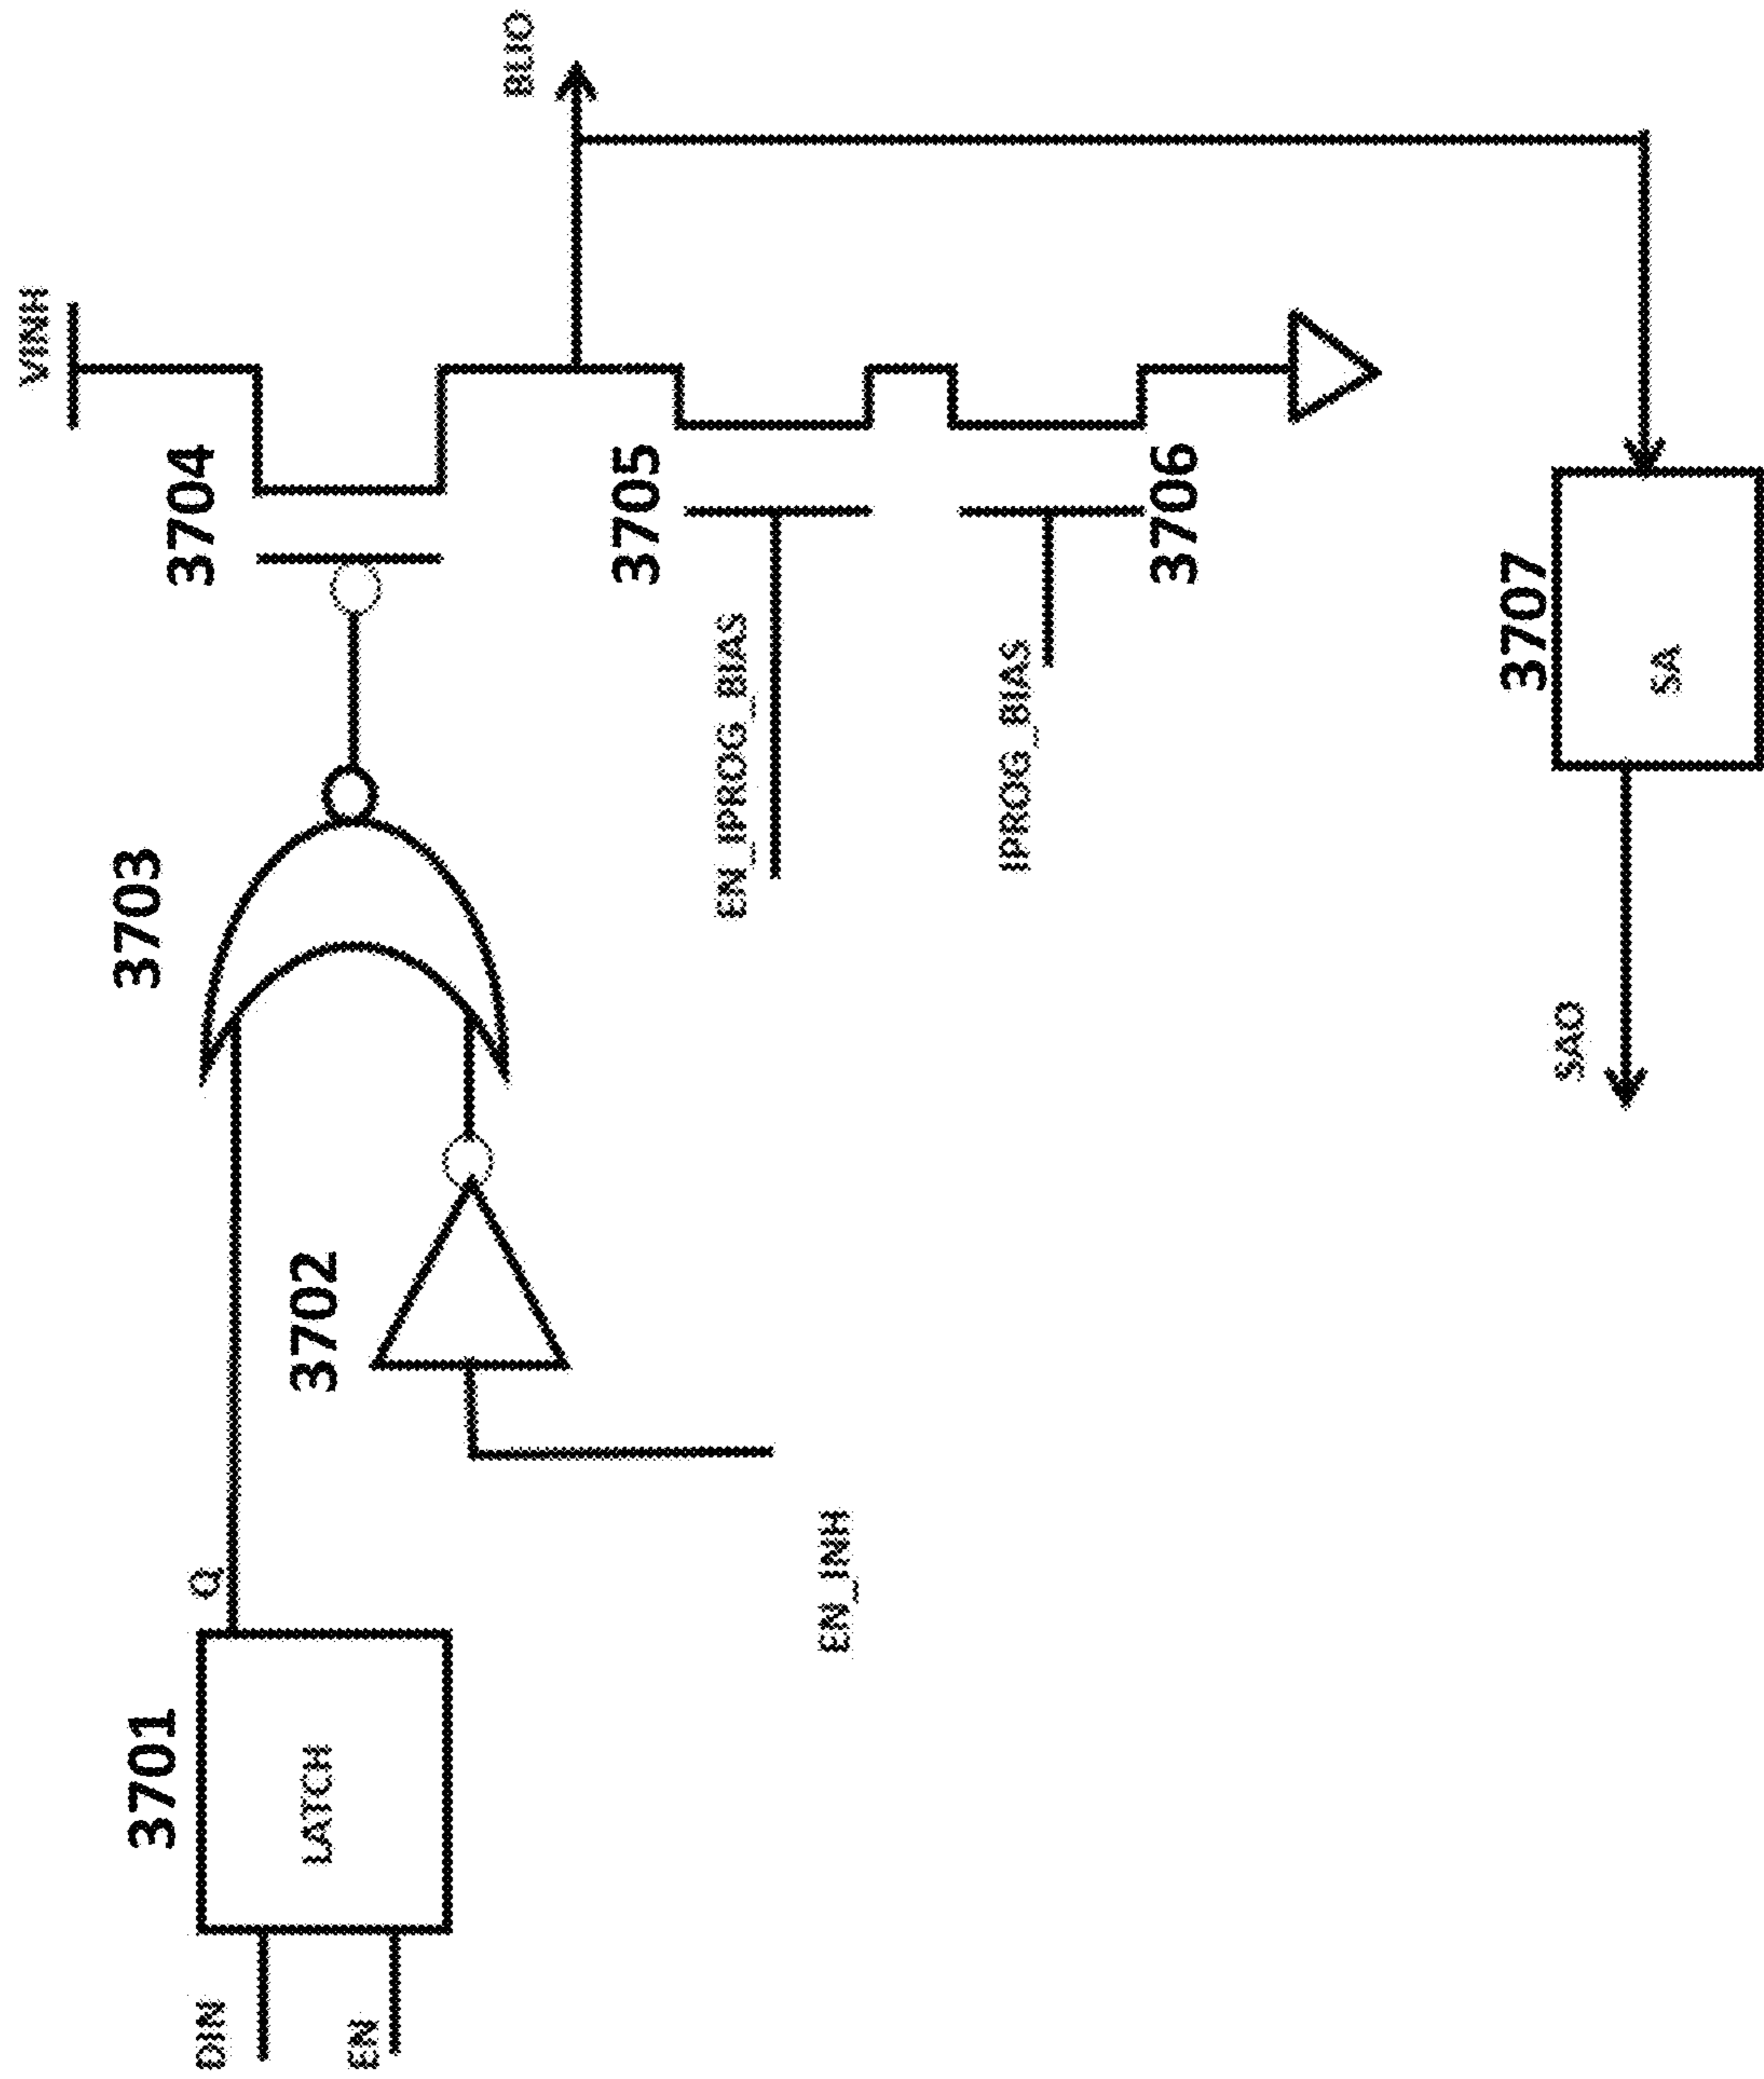 VINH
BLIO
3704
3703
3705
EN_IPROG_BIAS
3702
3701
Q
LATCH
DIN
EN
EN_INH
IPROG_BIAS
3706
3707
SA
SAO